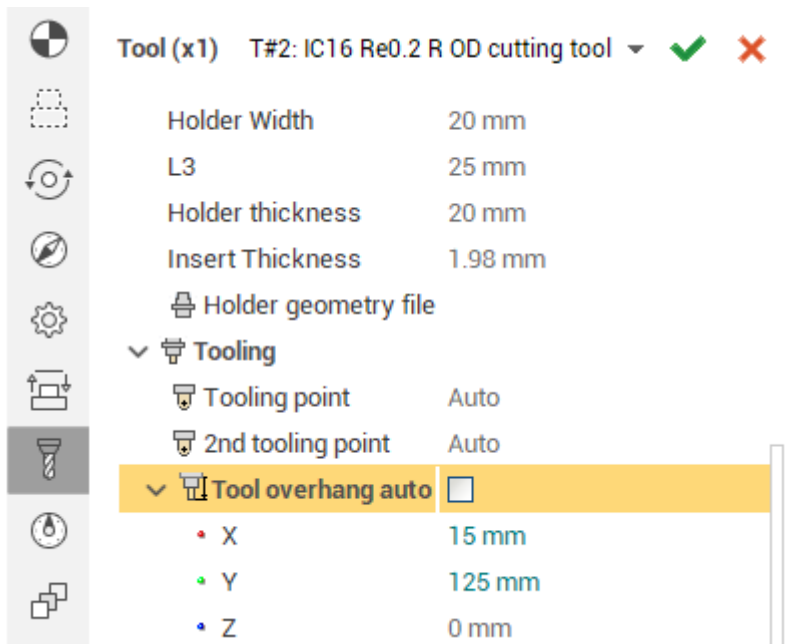 Tool (x1) T#2: IC16 Re0.2 R OD cutting tool
Holder Width 20 mm
L3 25 mm
Holder thickness 20 mm
Insert Thickness 1.98 mm
Holder geometry file
Tooling
Tooling point Auto
2nd tooling point Auto
Tool overhang auto
X 15 mm
Y 125 mm
Z 0 mm